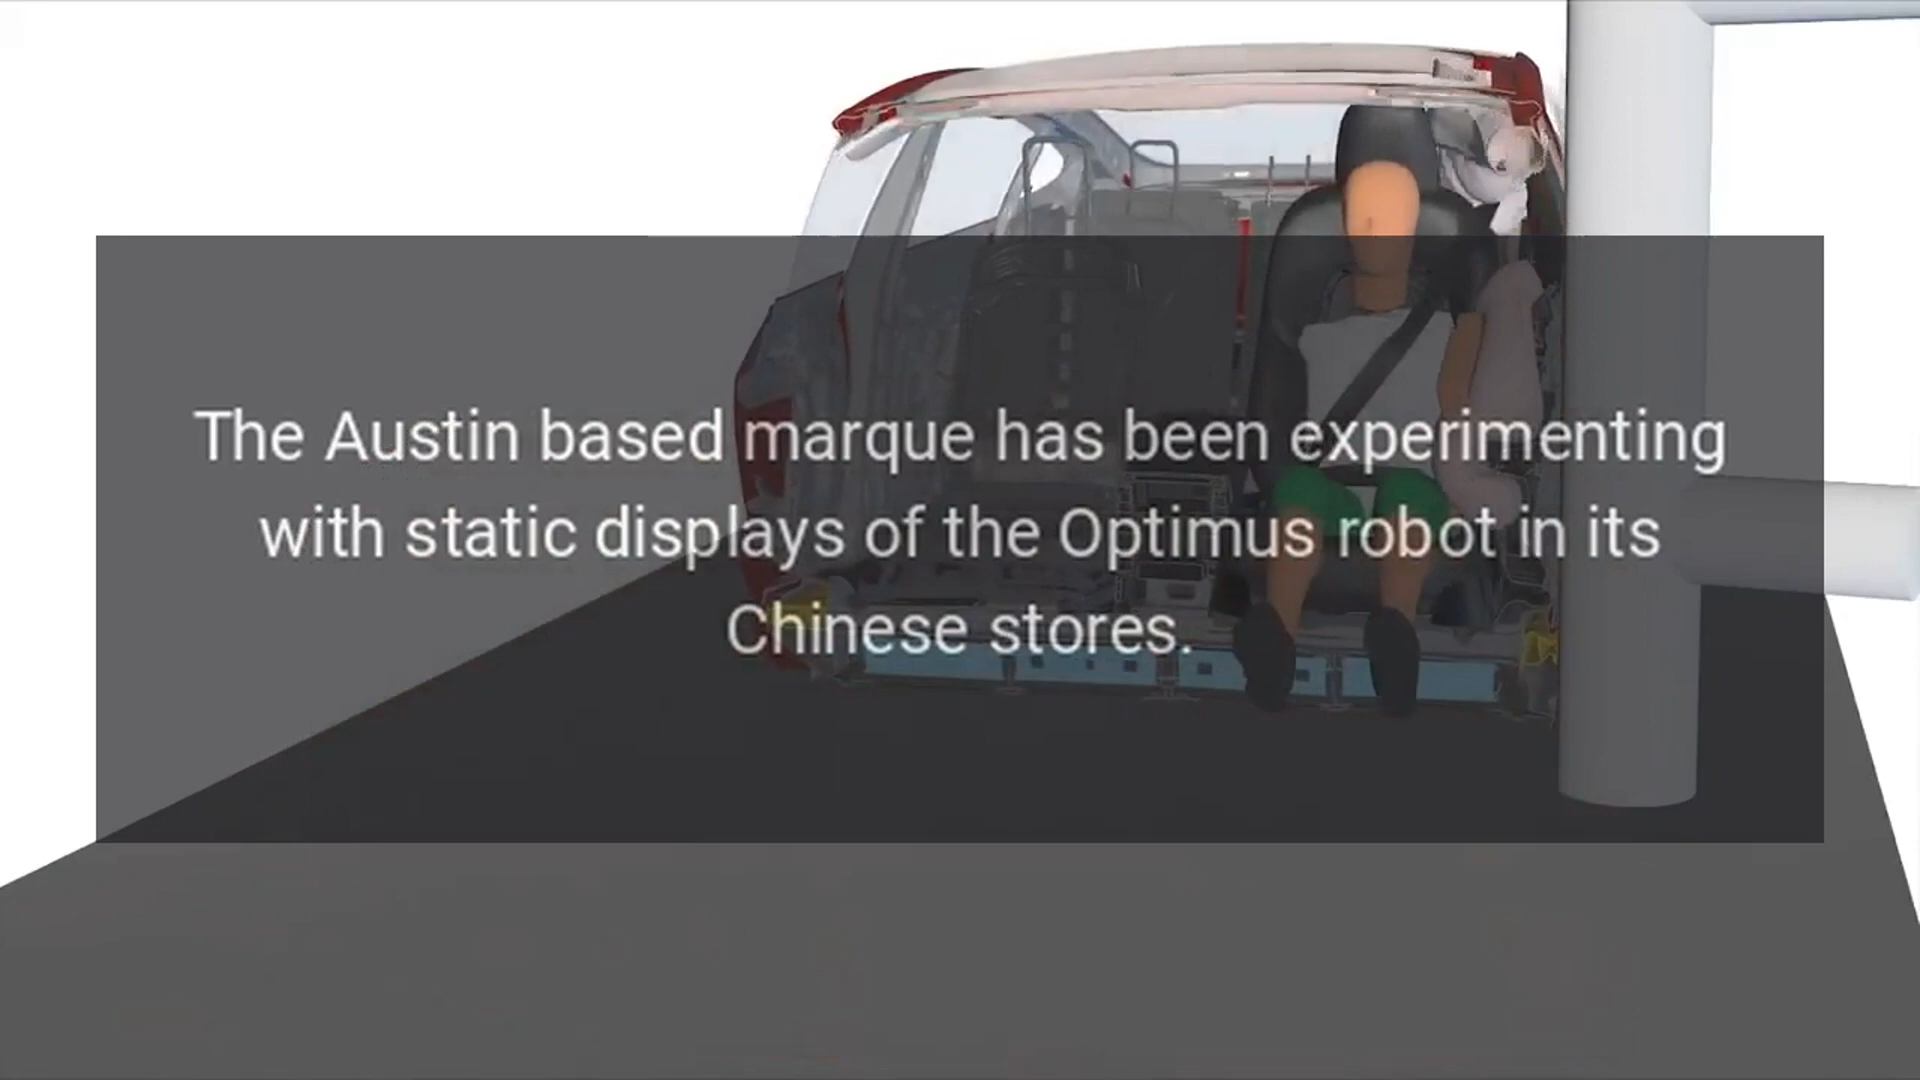 The Austin based marque has been experimenting
with static displays of the Optimus robot in its
Chinese stores.